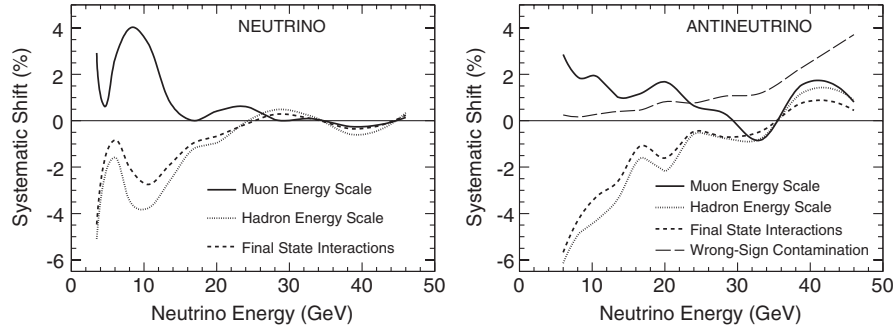 NEUTRINO
Systematic Shift (%)
4
2
0
-2
-4
-6
Muon Energy Scale
Hadron Energy Scale
Final State Interactions
0 10 20 30 40 50
Neutrino Energy (GeV)
ANTINEUTRINO
Systematic Shift (%)
4
2
0
-2
-4
-6
Muon Energy Scale
Hadron Energy Scale
Final State Interactions
Wrong-Sign Contamination
0 10 20 30 40 50
Neutrino Energy (GeV)